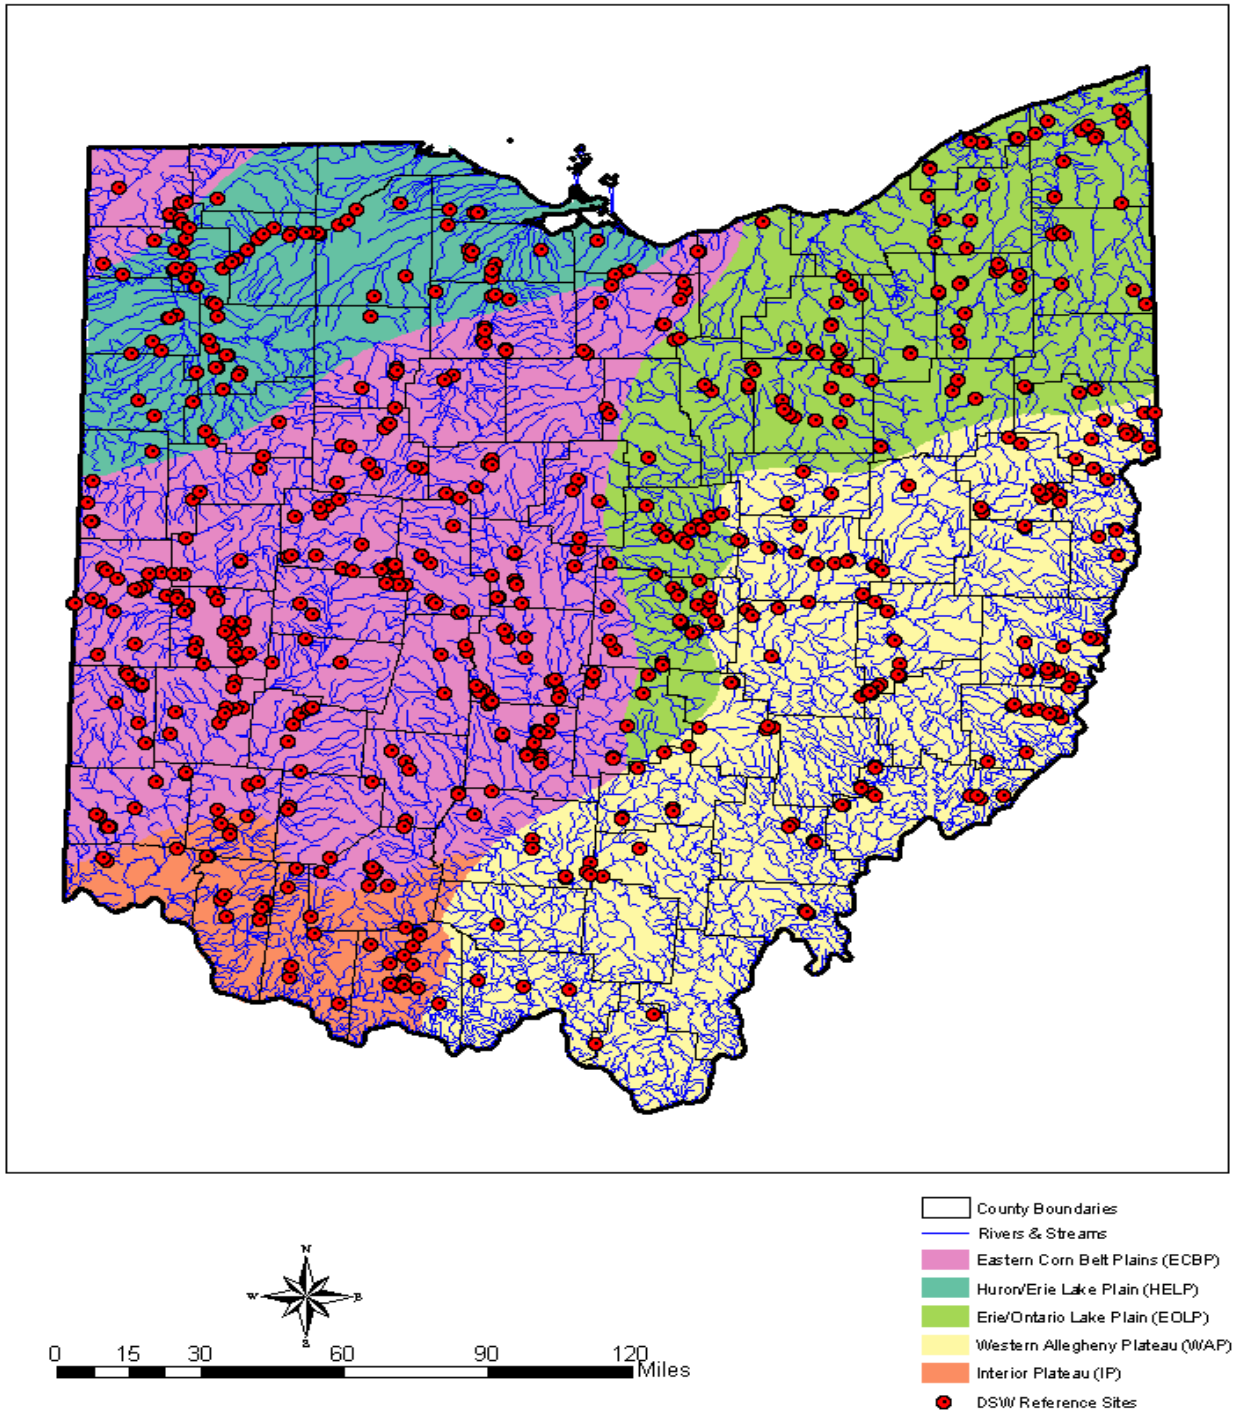 County Boundaries
Rivers & Streams
Eastern Corn Belt Plains (ECBP)
Huron/Erie Lake Plain (HELP)
Erie/Ontario Lake Plain (EOLP)
Western Allegheny Plateau (WAP)
Interior Plateau (IP)
DSW Reference Sites
N
W E
S
0 15 30 60 90 120
Miles